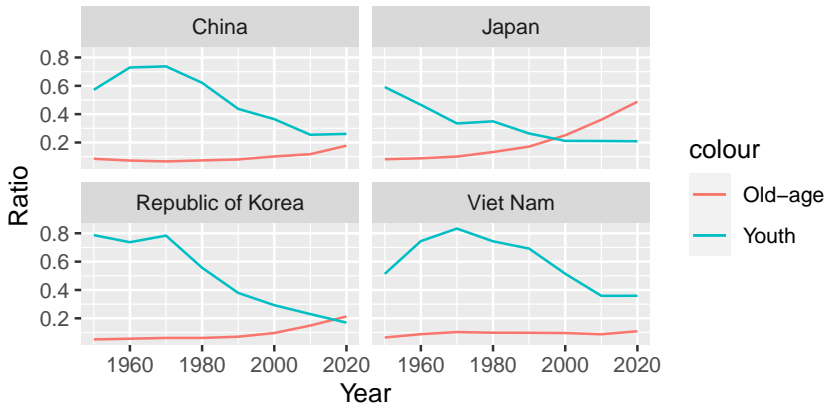 China
Japan
0.8
0.6
0.4
0.2
Republic of Korea
Viet Nam
0.8
0.6
0.4
0.2
1960 1980 2000 2020
1960 1980 2000 2020
Year
Ratio
colour
Old−age
Youth